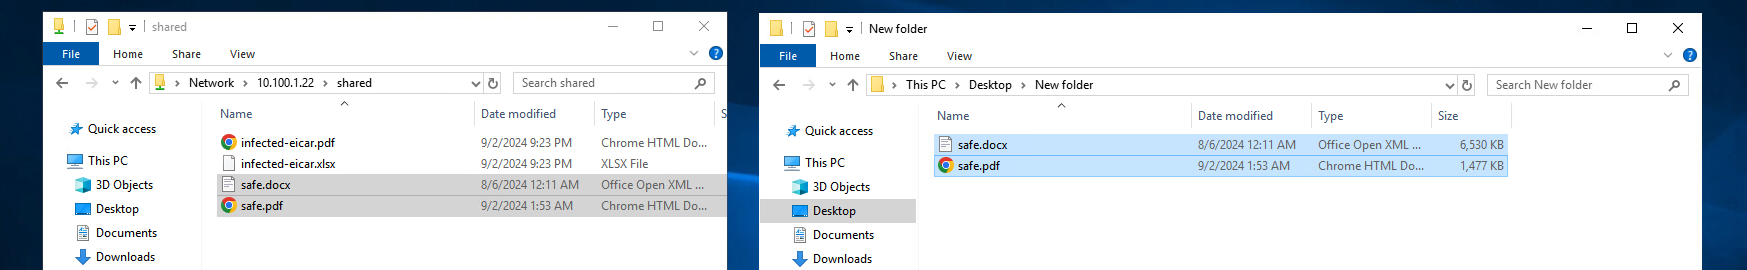 shared
File Home Share View
Network 10.100.1.22 shared
Search shared
Name Date modified Type S
Quick access
This PC
3D Objects
Desktop
Documents
Downloads
infected-eicar.pdf 9/2/2024 9:23 PM Chrome HTML Do...
infected-eicar.xlsx 9/2/2024 9:23 PM XLSX File
safe.docx 8/6/2024 12:11 AM Office Open XML ...
safe.pdf 9/2/2024 1:53 AM Chrome HTML Do...
New folder
File Home Share View
This PC Desktop New folder
Search New folder
Name Date modified Type Size
Quick access
This PC
3D Objects
Desktop
Documents
Downloads
safe.docx 8/6/2024 12:11 AM Office Open XML ... 6,530 KB
safe.pdf 9/2/2024 1:53 AM Chrome HTML Do... 1,477 KB